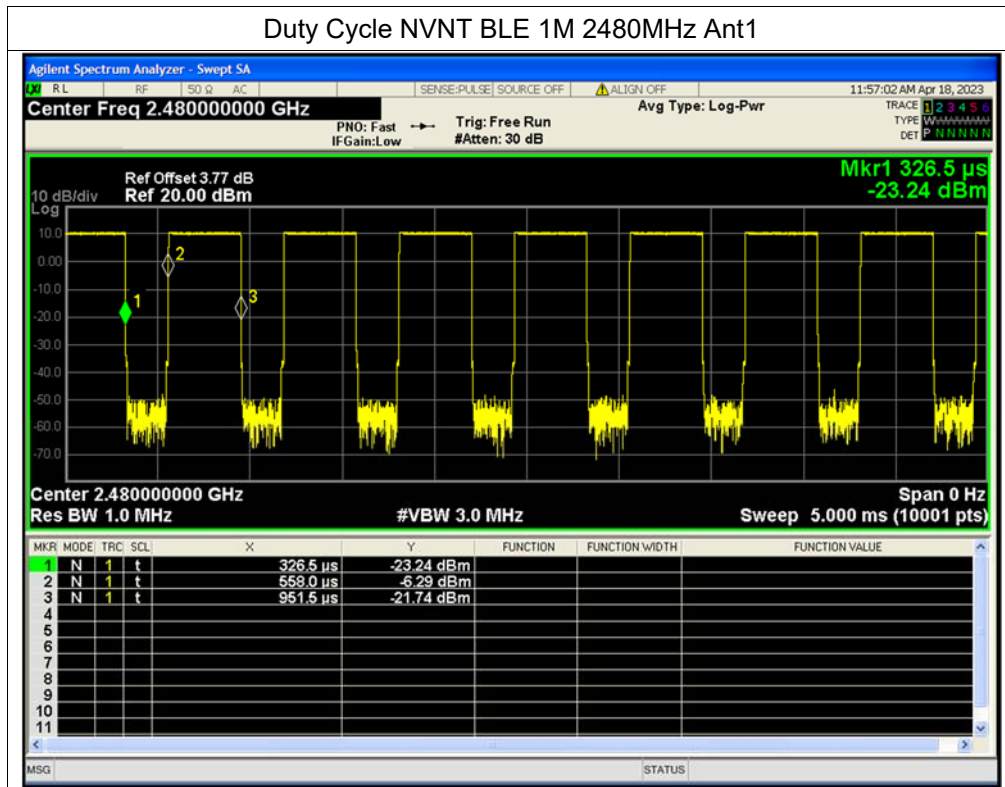 Duty Cycle NVNT BLE 1M 2480MHz Ant1
Agilent Spectrum Analyzer - Swept SA
LXI RL RF 50 Ω AC SENSE:PULSE SOURCE OFF ALIGN OFF 11:57:02 AM Apr 18, 2023
Center Freq 2.480000000 GHz Avg Type: Log-Pwr TRACE 1 2 3 4 5 6
PNO: Fast Trig: Free Run TYPE WWWWWW
IFGain:Low #Atten: 30 dB DET P N N N N N
Mkr1 326.5 µs
Ref Offset 3.77 dB
10 dB/div Ref 20.00 dBm -23.24 dBm
Log
10.0
0.00
2
-10.0
1
3
-20.0
-30.0
-40.0
-50.0
-60.0
-70.0
Center 2.480000000 GHz Span 0 Hz
Res BW 1.0 MHz #VBW 3.0 MHz Sweep 5.000 ms (10001 pts)
MKR MODE TRC SCL X Y FUNCTION FUNCTION WIDTH FUNCTION VALUE
1 N 1 t 326.5 µs -23.24 dBm
2 N 1 t 558.0 µs -6.29 dBm
3 N 1 t 951.5 µs -21.74 dBm
4
5
6
7
8
9
10
11
MSG STATUS